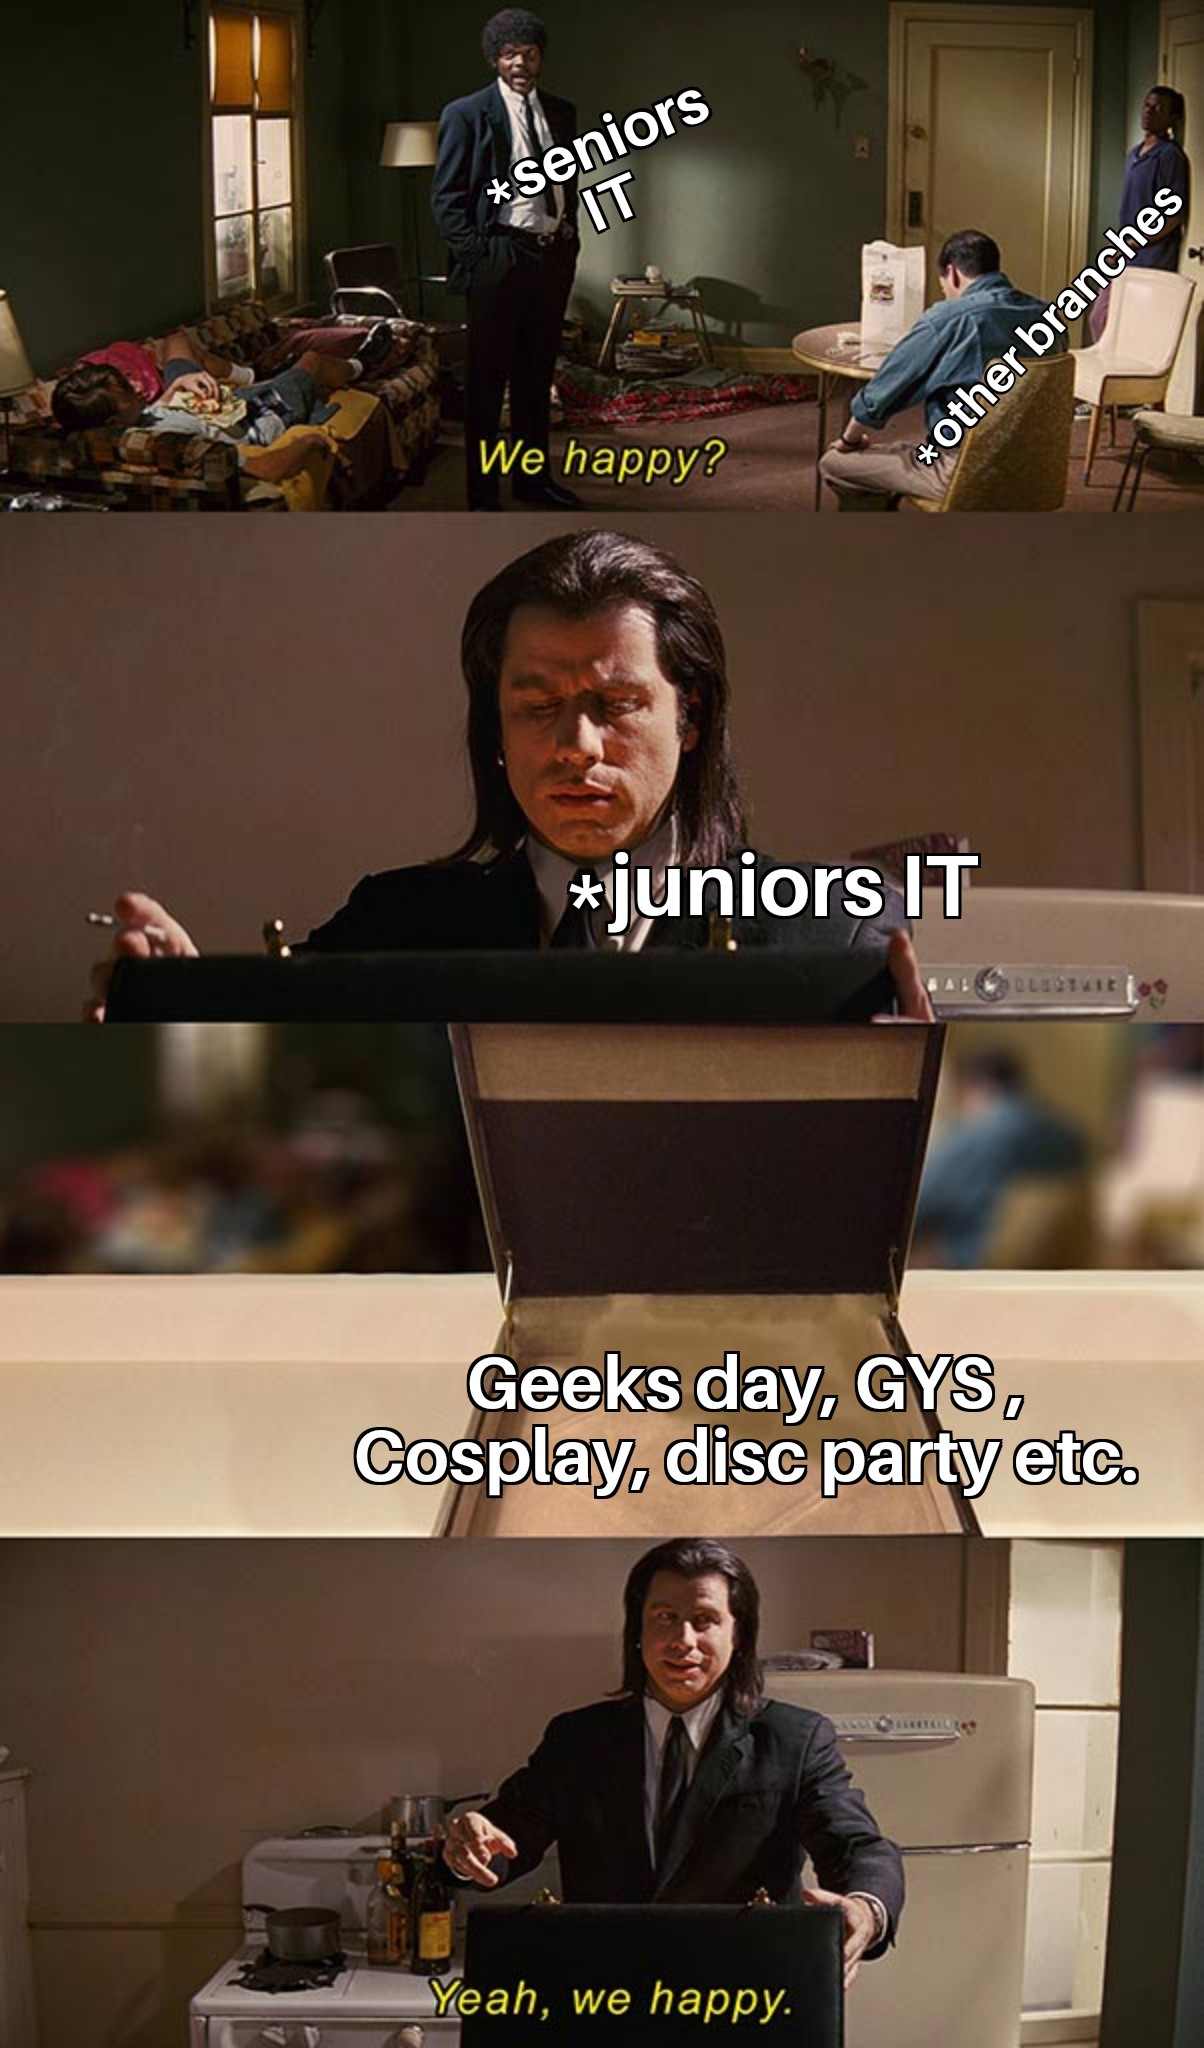 *seniors
IT
*other branches
We happy?
*juniors IT
Geeks day, GYS ,
Cosplay, disc party etc.
Yeah, we happy.